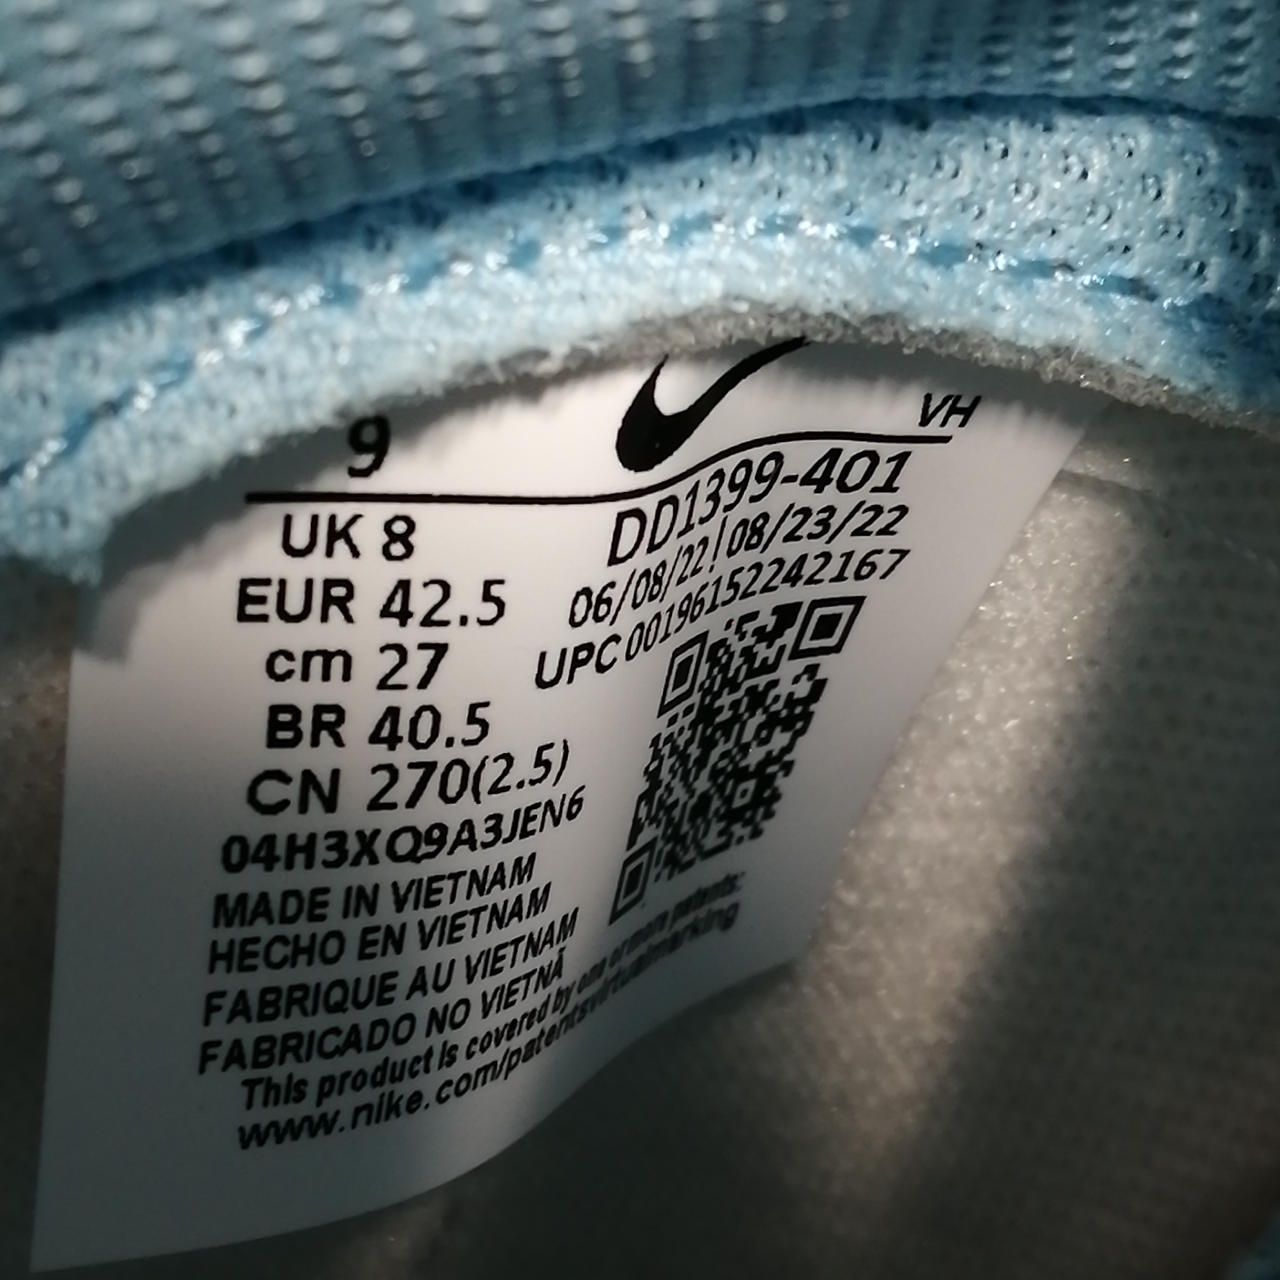 9
VH
UK 8
EUR 42.5
cm 27
BR 40.5
CN 270(2.5)
04H3XQ9A3JEN6
DD1399-401
06/08/22 | 08/23/22
UPC 00196152242167
MADE IN VIETNAM
HECHO EN VIETNAM
FABRIQUE AU VIETNAM
FABRICADO NO VIETNÃ
This product is covered by one or more patents:
www.nike.com/patentsvirtualmarking